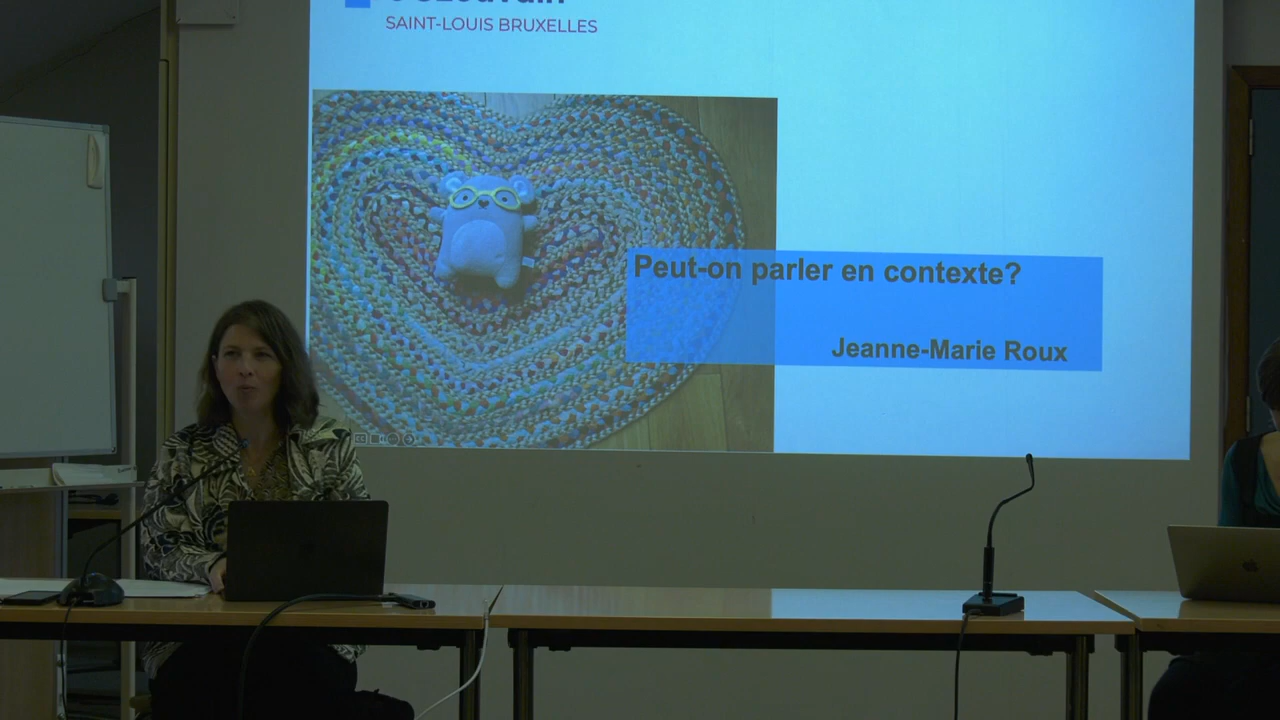 SAINT-LOUIS BRUXELLES
Peut-on parler en contexte?
Jeanne-Marie Roux